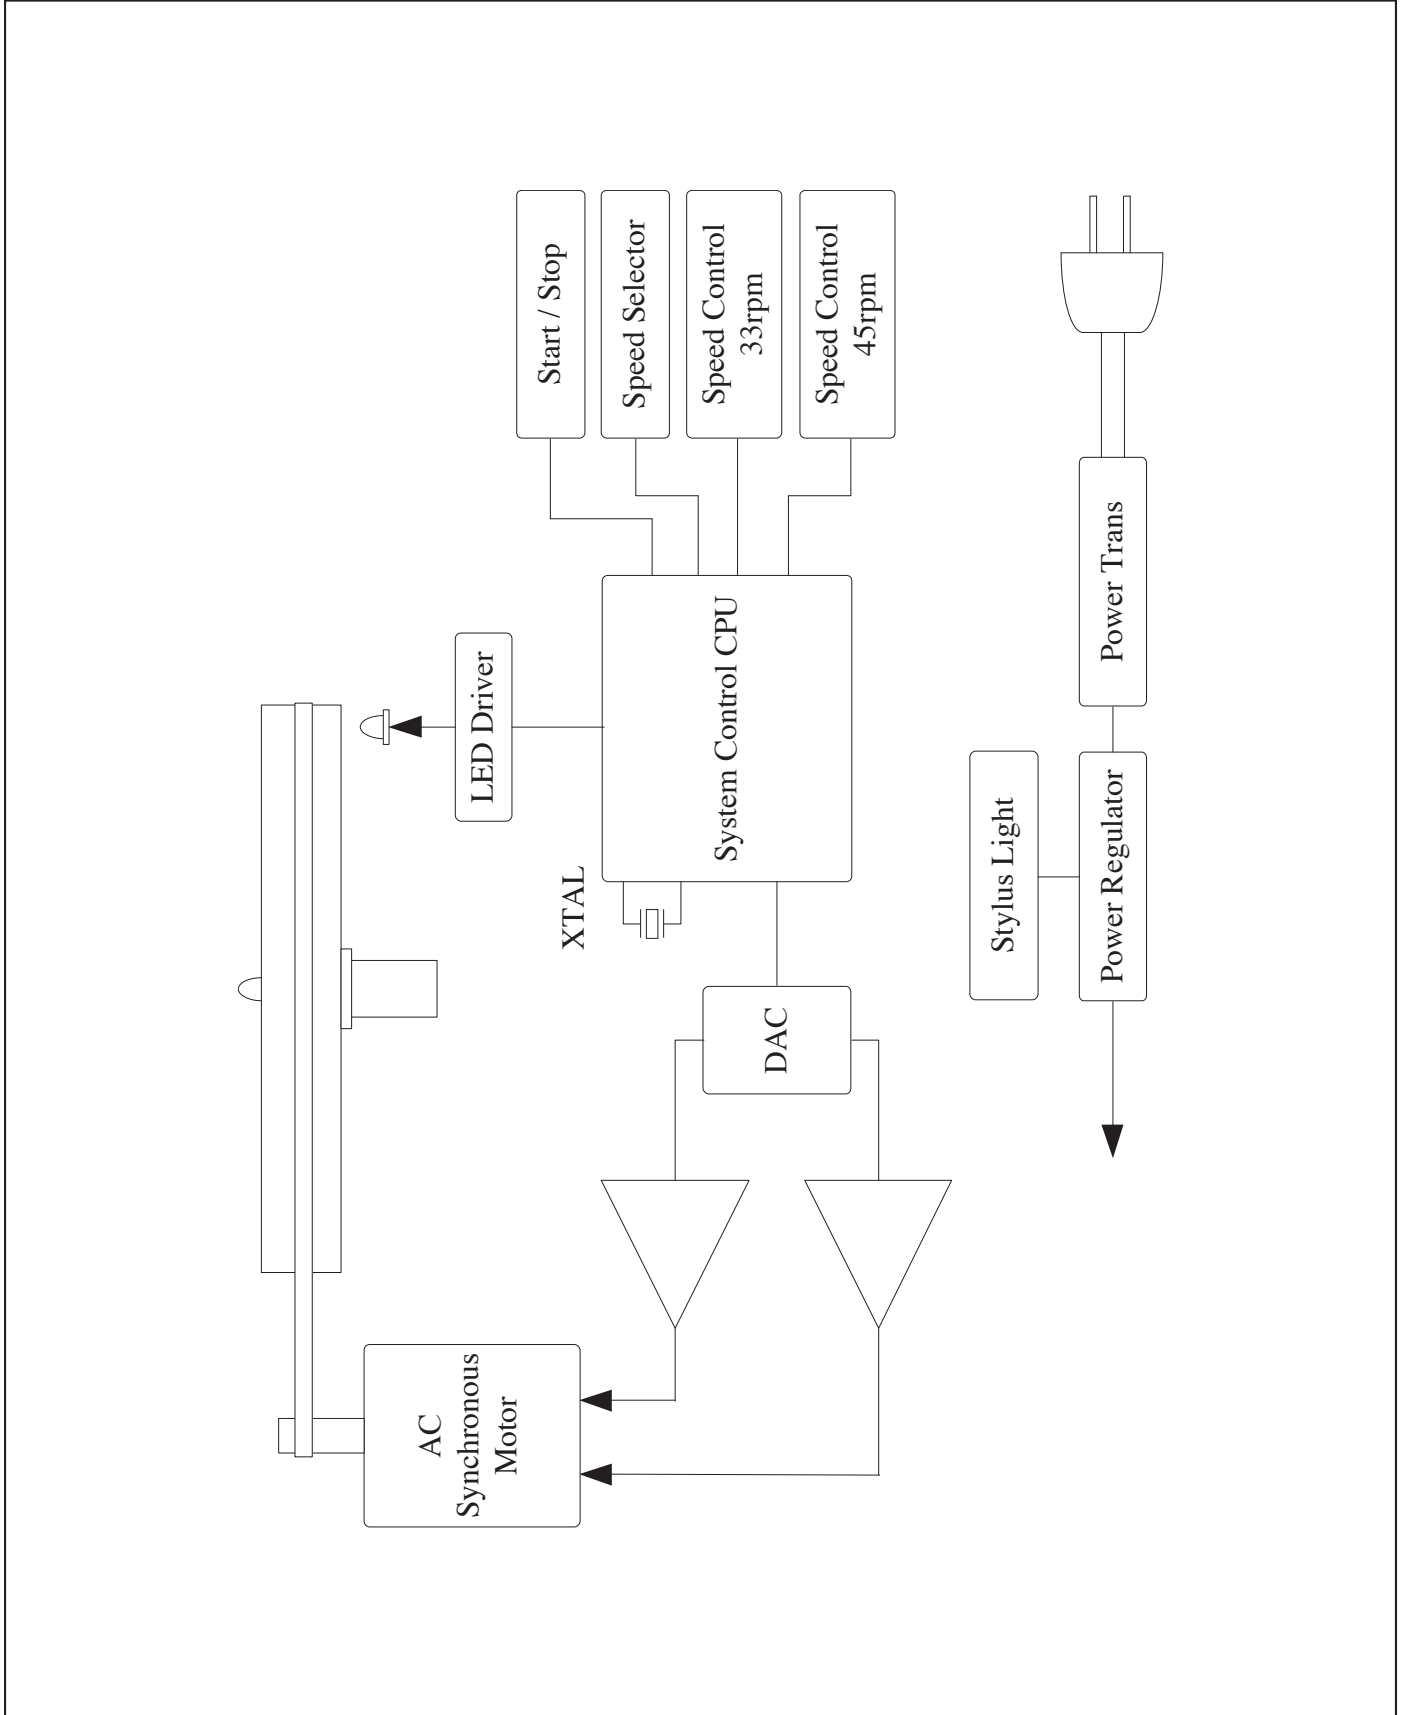 AC
Synchronous
Motor
XTAL
LED Driver
DAC
System Control CPU
Start / Stop
Speed Selector
Speed Control
33rpm
Speed Control
45rpm
Stylus Light
Power Regulator
Power Trans